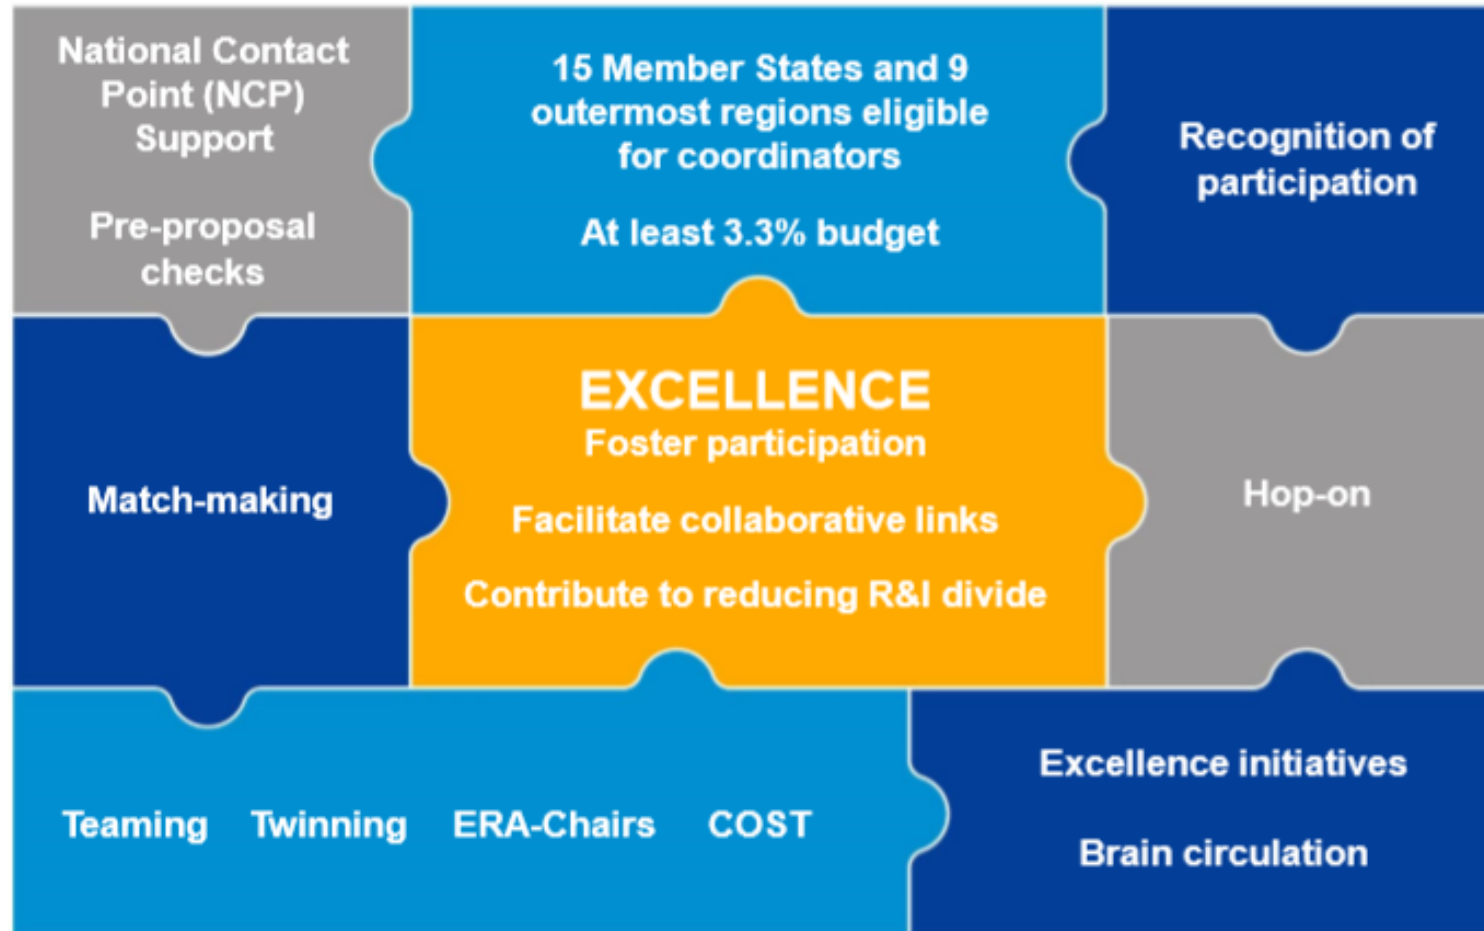 National Contact
Point (NCP)
Support
Pre-proposal
checks
15 Member States and 9
outermost regions eligible
for coordinators
At least 3.3% budget
Recognition of
participation
Match-making
EXCELLENCE
Foster participation
Facilitate collaborative links
Contribute to reducing R&I divide
Hop-on
Teaming Twinning ERA-Chairs COST
Excellence initiatives
Brain circulation